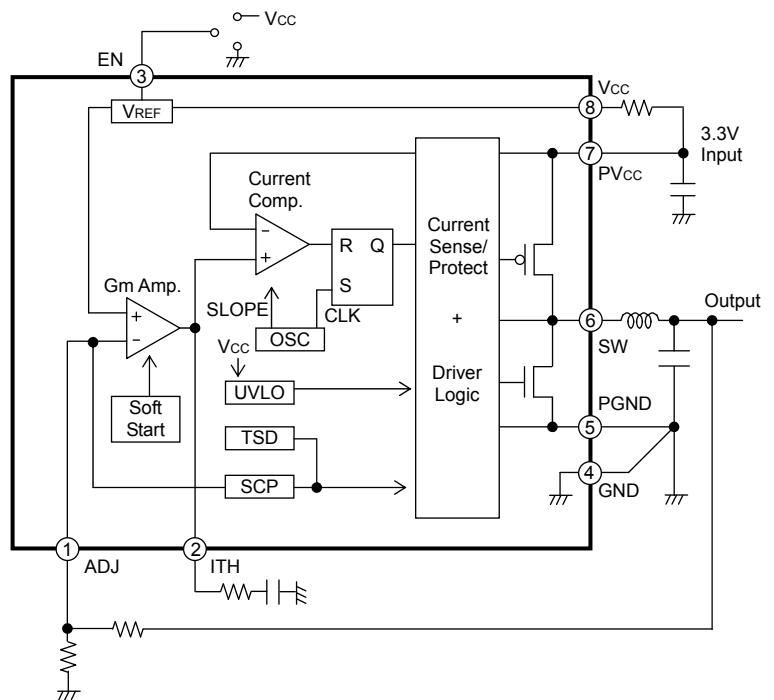 VCC
EN
3
VREF
VCC
8
3.3V
Input
7
PVCC
Current
Comp.
Current
Sense/
Protect
+
Driver
Logic
−
+
R Q
S
Gm Amp.
+
−
SLOPE
CLK
OSC
Output
6
SW
VCC
UVLO
Soft
Start
TSD
SCP
PGND
5
4
GND
1
ADJ
2
ITH